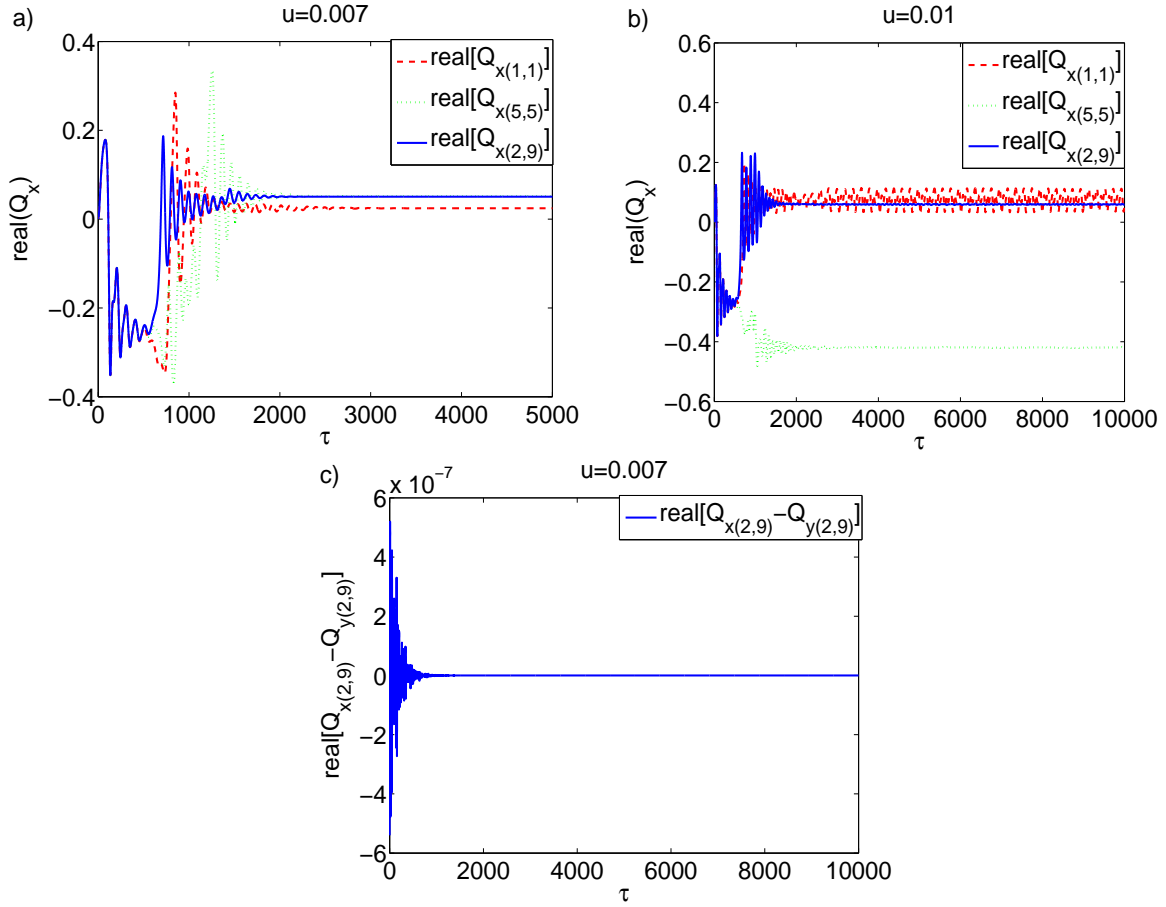 a)
u=0.007
real(Q_x)
0.4
0.2
0
−0.2
−0.4
real[Q_x(1,1)]
real[Q_x(5,5)]
real[Q_x(2,9)]
0 1000 2000 3000 4000 5000
τ
b)
u=0.01
real(Q_x)
0.6
0.4
0.2
0
−0.2
−0.4
−0.6
real[Q_x(1,1)]
real[Q_x(5,5)]
real[Q_x(2,9)]
0 2000 4000 6000 8000 10000
τ
c)
u=0.007
x 10^−7
real[Q_x(2,9)−Q_y(2,9)]
6
4
2
0
−2
−4
−6
real[Q_x(2,9)−Q_y(2,9)]
0 2000 4000 6000 8000 10000
τ